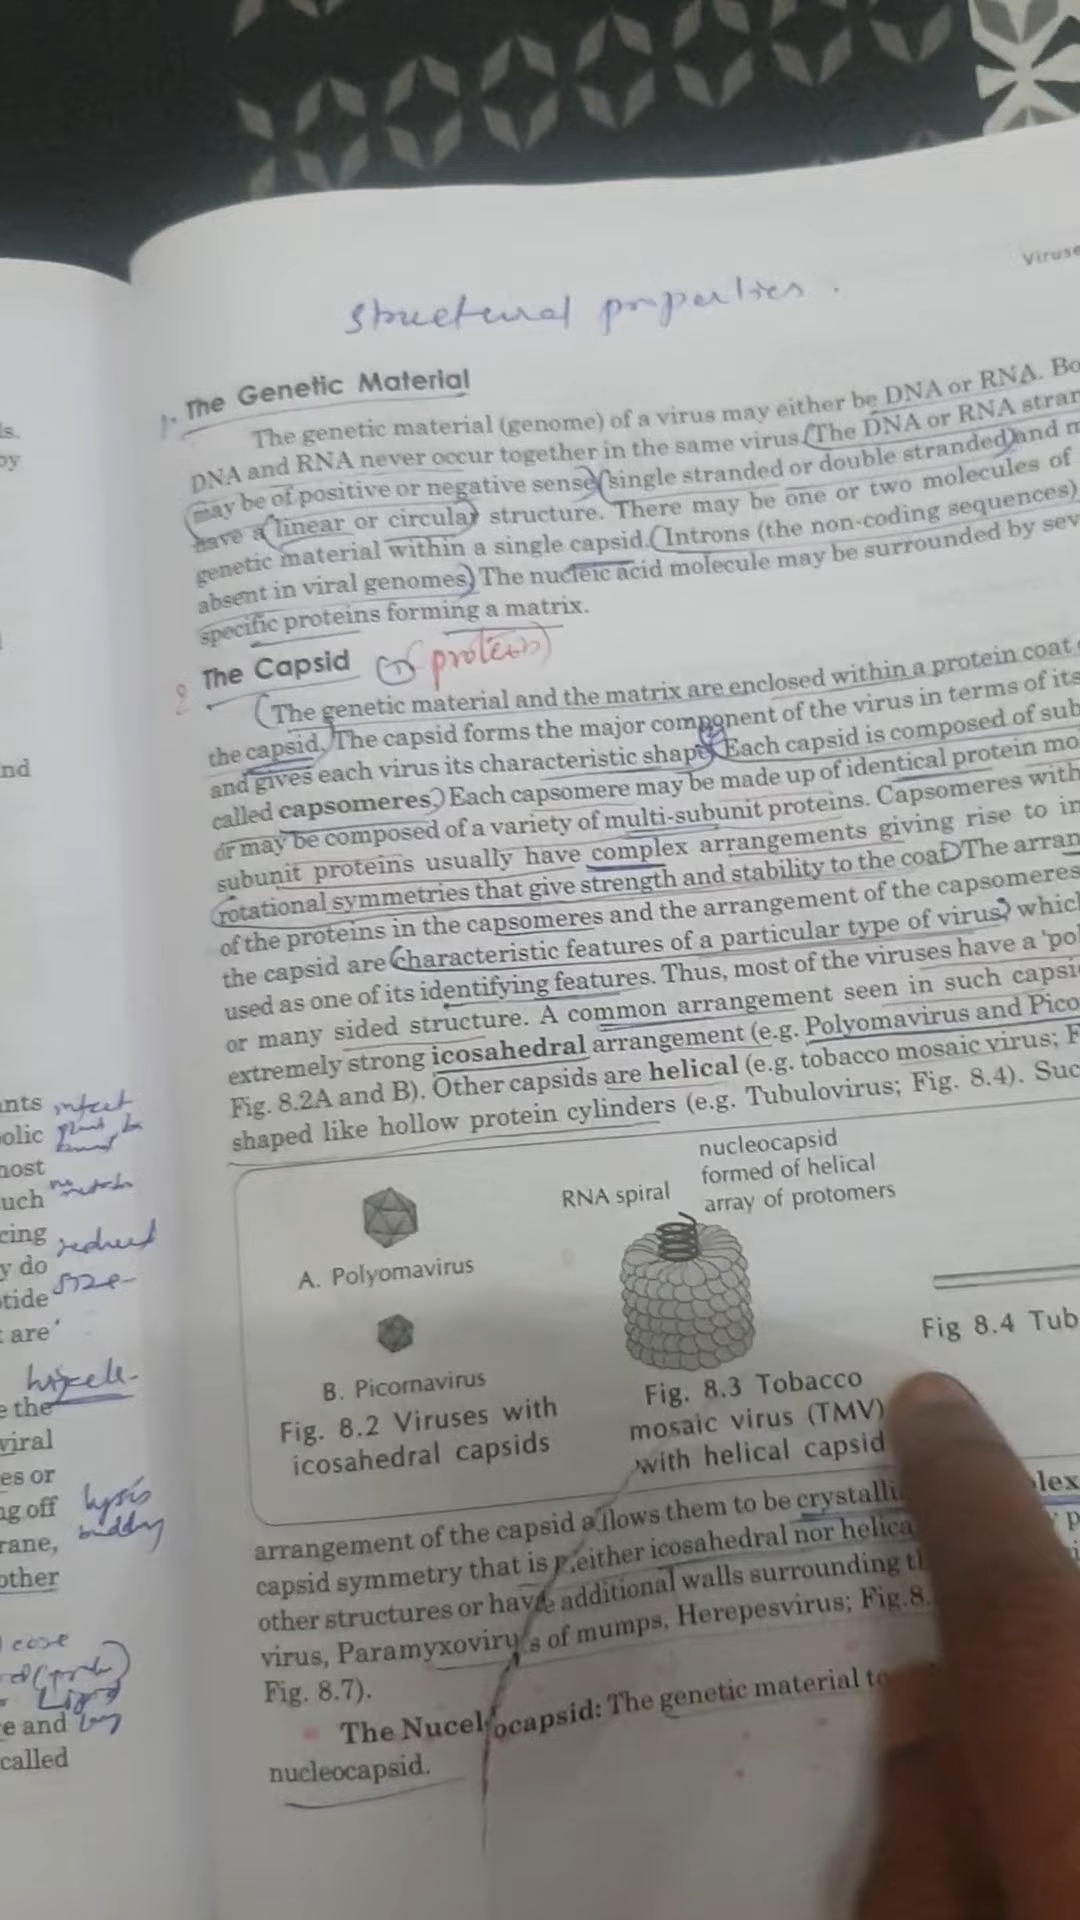 Viruse
structural properties.
1. The Genetic Material
The genetic material (genome) of a virus may either be DNA or RNA. Bo
DNA and RNA never occur together in the same virus. The DNA or RNA stran
may be of positive or negative sense, single stranded or double stranded and m
have a linear or circular structure. There may be one or two molecules of
genetic material within a single capsid. Introns (the non-coding sequences)
absent in viral genomes. The nucleic acid molecule may be surrounded by sev
specific proteins forming a matrix.
2 The Capsid (proteins)
The genetic material and the matrix are enclosed within a protein coat
the capsid. The capsid forms the major component of the virus in terms of its
and gives each virus its characteristic shape. Each capsid is composed of sub
called capsomeres. Each capsomere may be made up of identical protein mo
or may be composed of a variety of multi-subunit proteins. Capsomeres with
subunit proteins usually have complex arrangements giving rise to in
rotational symmetries that give strength and stability to the coat. The arran
of the proteins in the capsomeres and the arrangement of the capsomeres
the capsid are characteristic features of a particular type of virus, which
used as one of its identifying features. Thus, most of the viruses have a 'pol
or many sided structure. A common arrangement seen in such capsi
extremely strong icosahedral arrangement (e.g. Polyomavirus and Pico
Fig. 8.2A and B). Other capsids are helical (e.g. tobacco mosaic virus; F
shaped like hollow protein cylinders (e.g. Tubulovirus; Fig. 8.4). Suc
nucleocapsid
formed of helical
array of protomers
RNA spiral
A. Polyomavirus
B. Picornavirus
Fig. 8.2 Viruses with
icosahedral capsids
Fig. 8.3 Tobacco
mosaic virus (TMV)
with helical capsid
Fig 8.4 Tub
arrangement of the capsid allows them to be crystalli lex
capsid symmetry that is neither icosahedral nor helica p
other structures or have additional walls surrounding t
virus, Paramyxovirus of mumps, Herepesvirus; Fig.8.
Fig. 8.7).
The Nucelocapsid: The genetic material to
nucleocapsid.
ls.
by
nd
ants infect
olic
most
uch
cing reduced
y do
tide size
are'
e the
viral
es or
ng off lysis
rane, budding
other
case
e and
called